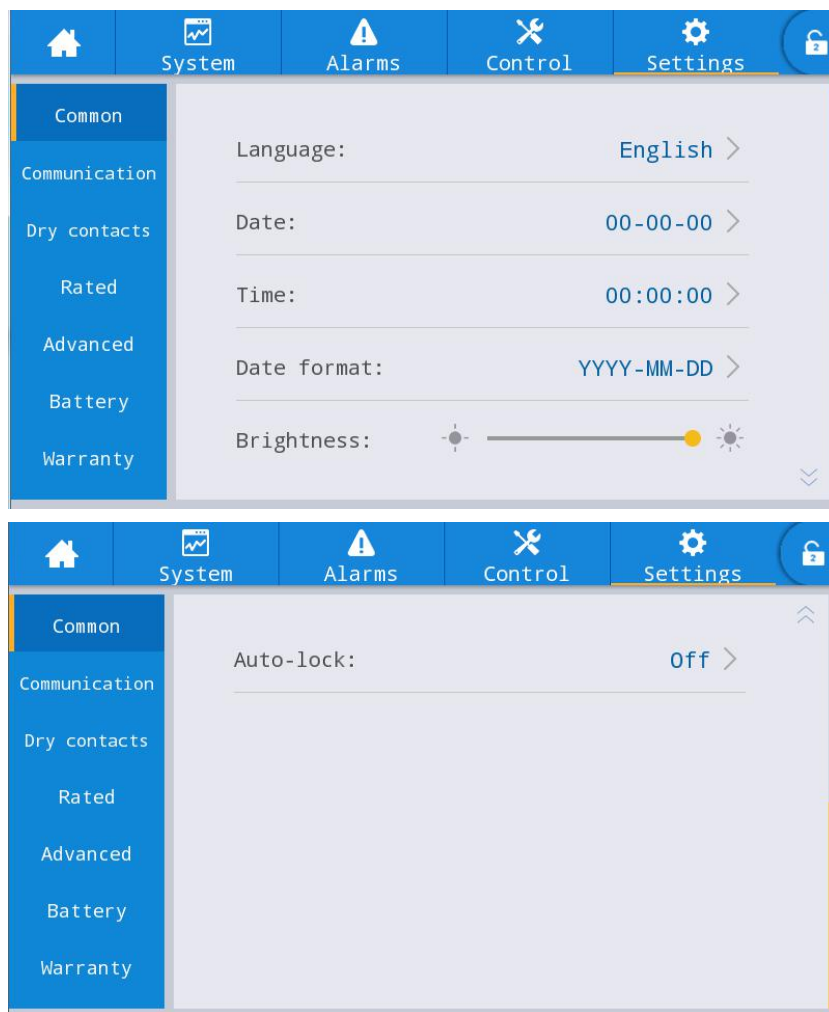 System Alarms Control Settings 2
Common
Communication
Dry contacts
Rated
Advanced
Battery
Warranty
Language: English
Date: 00-00-00
Time: 00:00:00
Date format: YYYY-MM-DD
Brightness:
System Alarms Control Settings 2
Common
Communication
Dry contacts
Rated
Advanced
Battery
Warranty
Auto-lock: Off